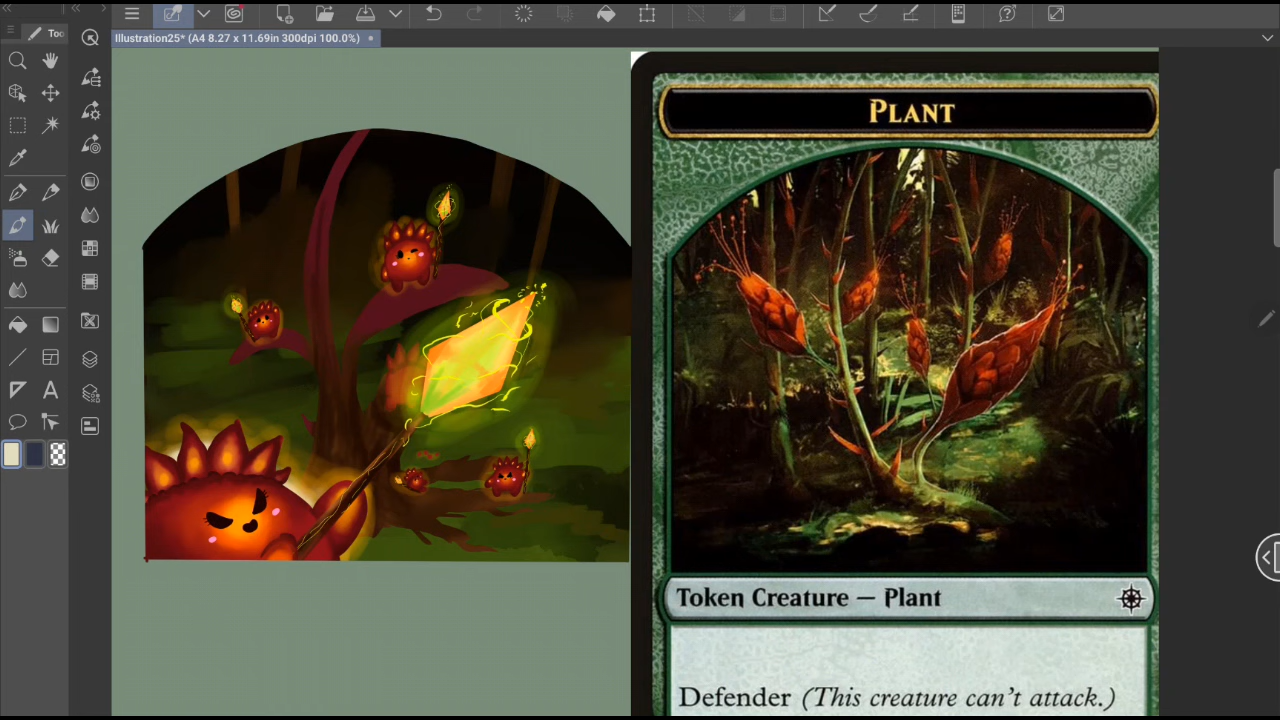 Too
Illustration25* (A4 8.27 x 11.69in 300dpi 100.0%)
Plant
Token Creature — Plant
Defender (This creature can't attack.)